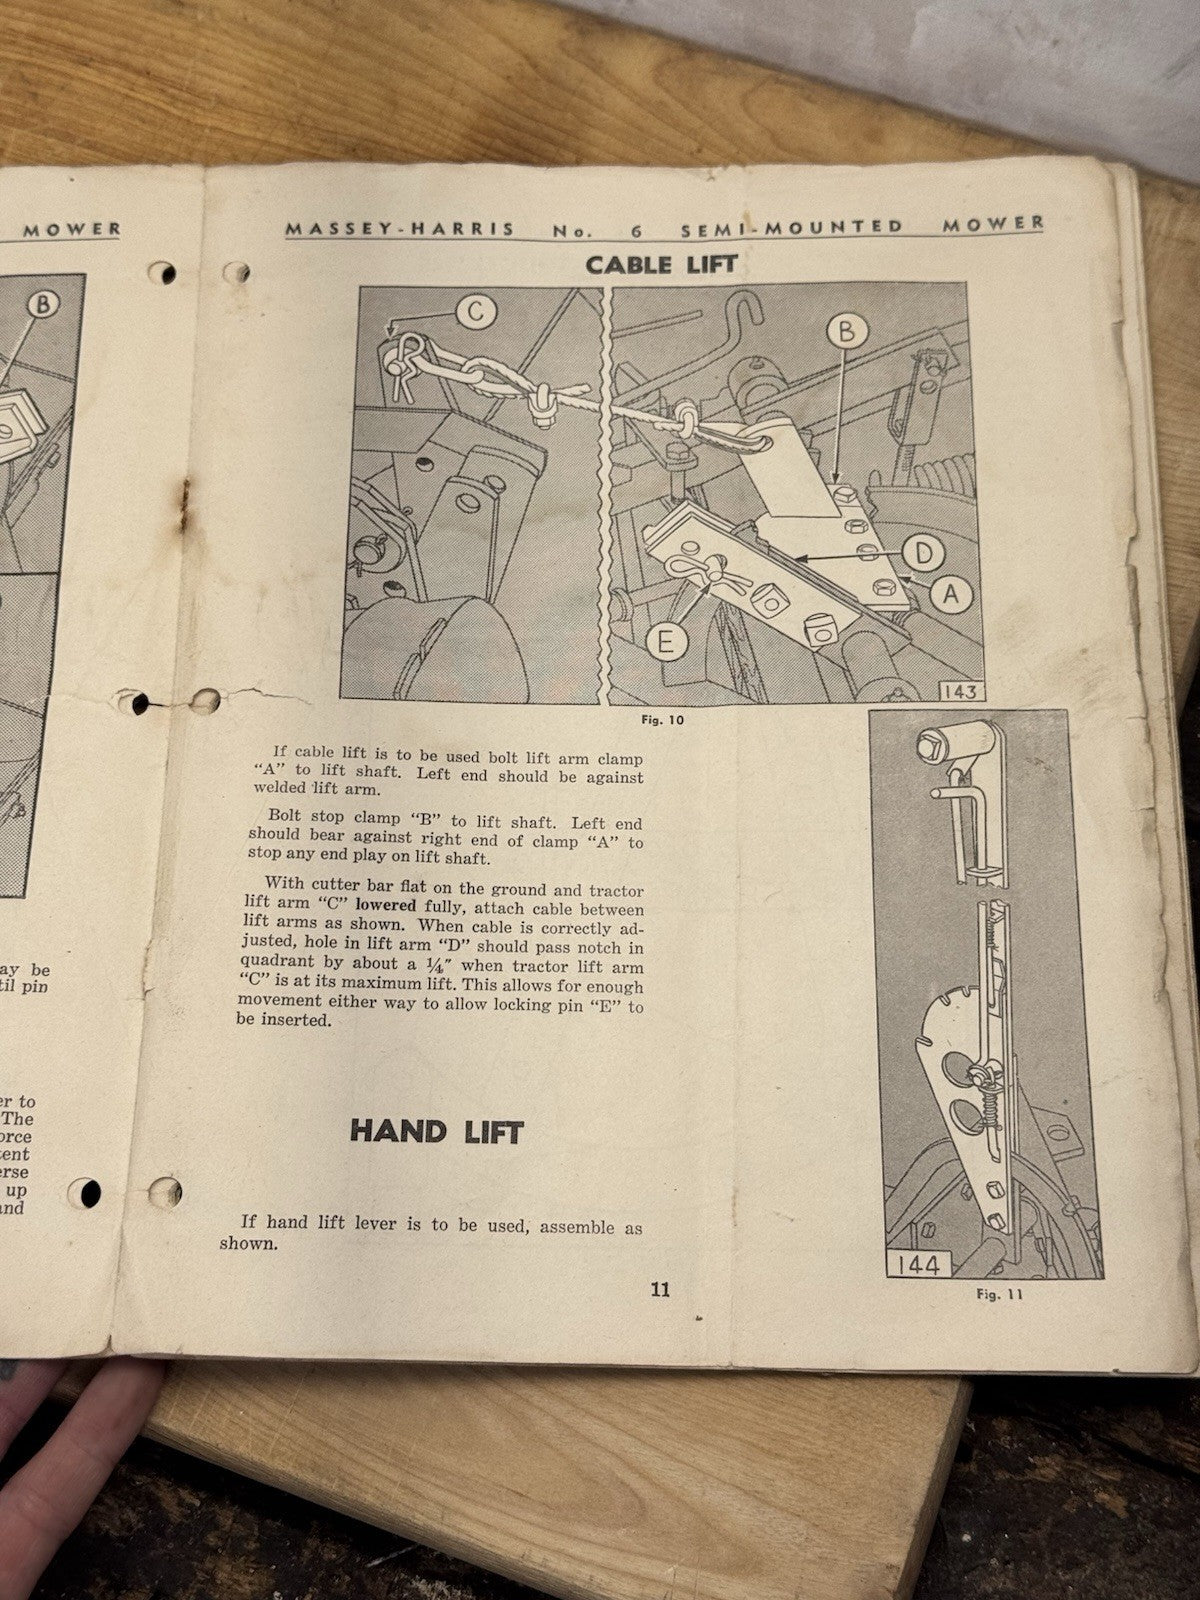 MOWER
B
ay be
til pin
er to
The
orce
tent
erse
up
and
MASSEY-HARRIS No. 6 SEMI-MOUNTED MOWER
CABLE LIFT
C
B
D
A
E
143
Fig. 10
If cable lift is to be used bolt lift arm clamp
“A” to lift shaft. Left end should be against
welded lift arm.
Bolt stop clamp “B” to lift shaft. Left end
should bear against right end of clamp “A” to
stop any end play on lift shaft.
With cutter bar flat on the ground and tractor
lift arm “C” lowered fully, attach cable between
lift arms as shown. When cable is correctly ad-
justed, hole in lift arm “D” should pass notch in
quadrant by about a ¼″ when tractor lift arm
“C” is at its maximum lift. This allows for enough
movement either way to allow locking pin “E” to
be inserted.
HAND LIFT
If hand lift lever is to be used, assemble as
shown.
144
Fig. 11
11